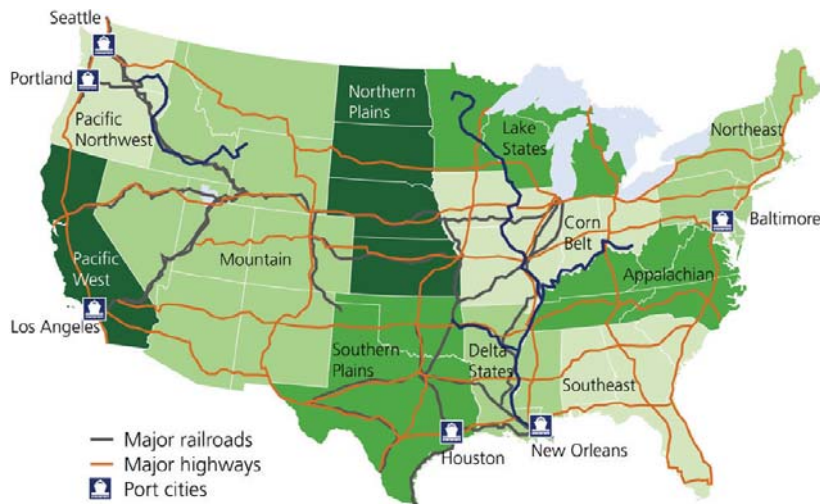 Seattle
Portland
Pacific
Northwest
Northern
Plains
Lake
States
Northeast
Baltimore
Corn
Belt
Appalachian
Mountain
Pacific
West
Los Angeles
Southern
Plains
Delta
States
Southeast
Houston
New Orleans
Major railroads
Major highways
Port cities